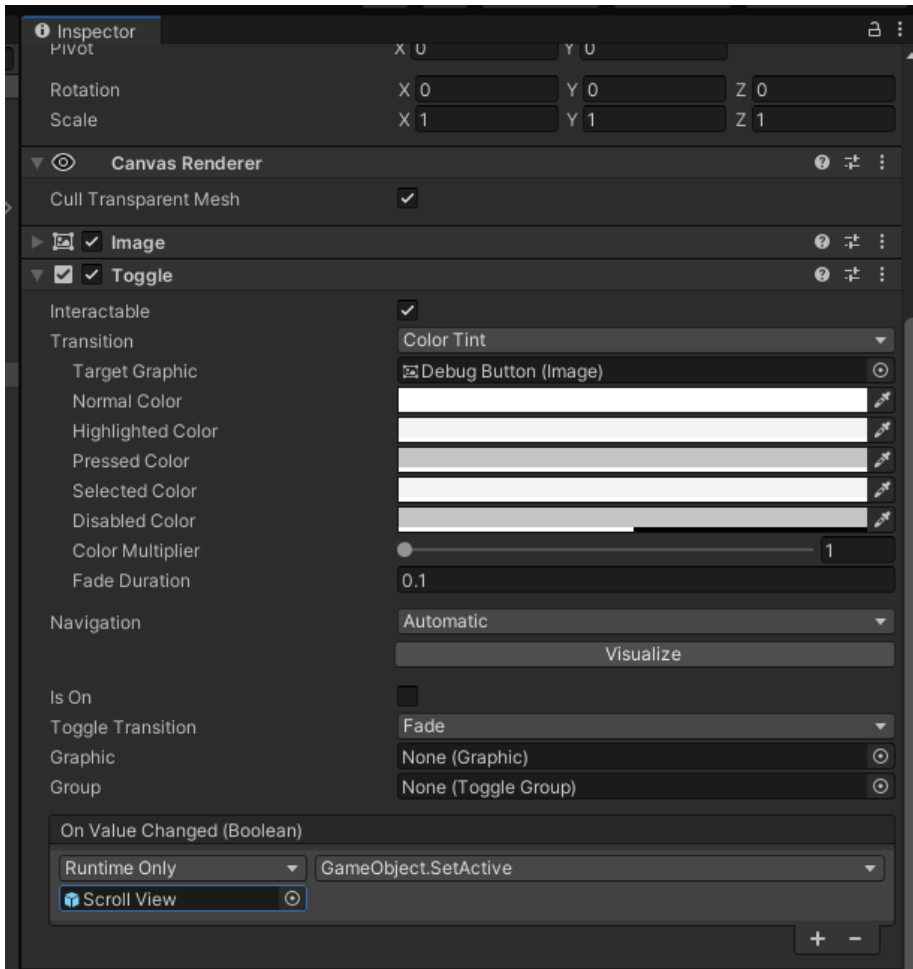 Inspector
Pivot X 0 Y 0
Rotation X 0 Y 0 Z 0
Scale X 1 Y 1 Z 1
Canvas Renderer
Cull Transparent Mesh
Image
Toggle
Interactable
Transition Color Tint
Target Graphic Debug Button (Image)
Normal Color
Highlighted Color
Pressed Color
Selected Color
Disabled Color
Color Multiplier 1
Fade Duration 0.1
Navigation Automatic
Visualize
Is On
Toggle Transition Fade
Graphic None (Graphic)
Group None (Toggle Group)
On Value Changed (Boolean)
Runtime Only GameObject.SetActive
Scroll View